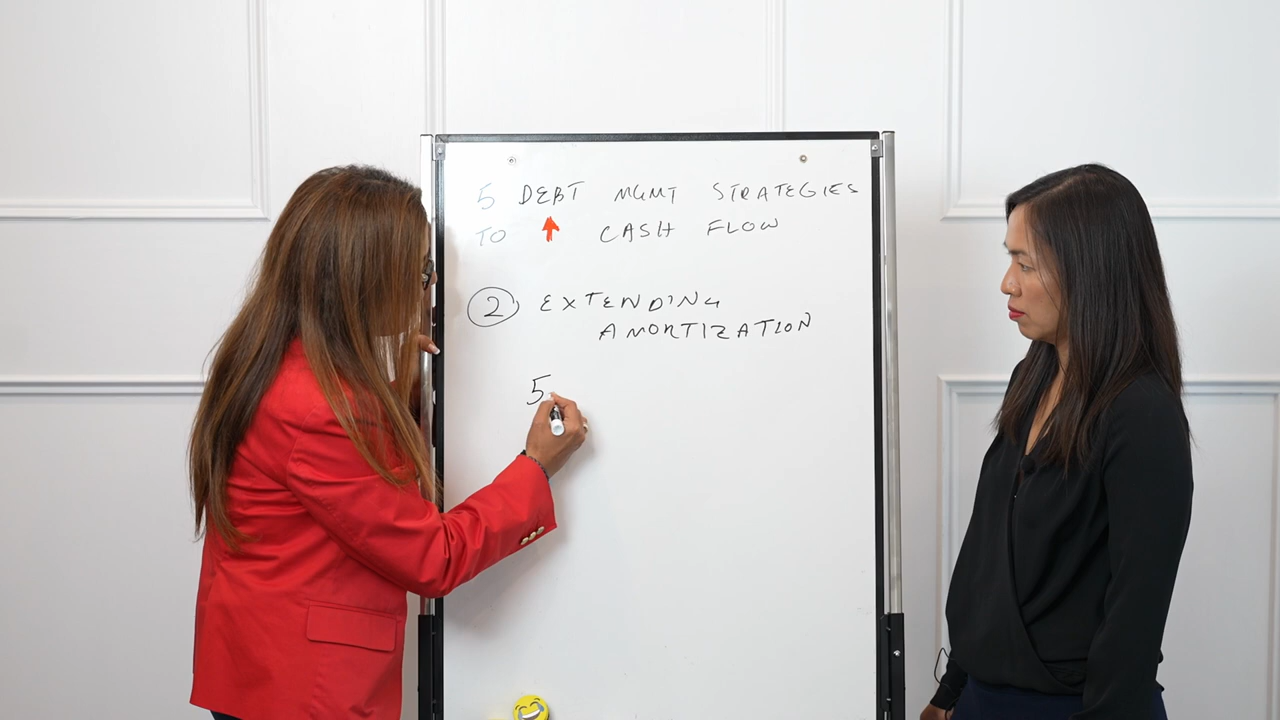 5 DEBT MGMT STRATEGIES
TO ↑ CASH FLOW
2 EXTENDING
AMORTIZATION
5